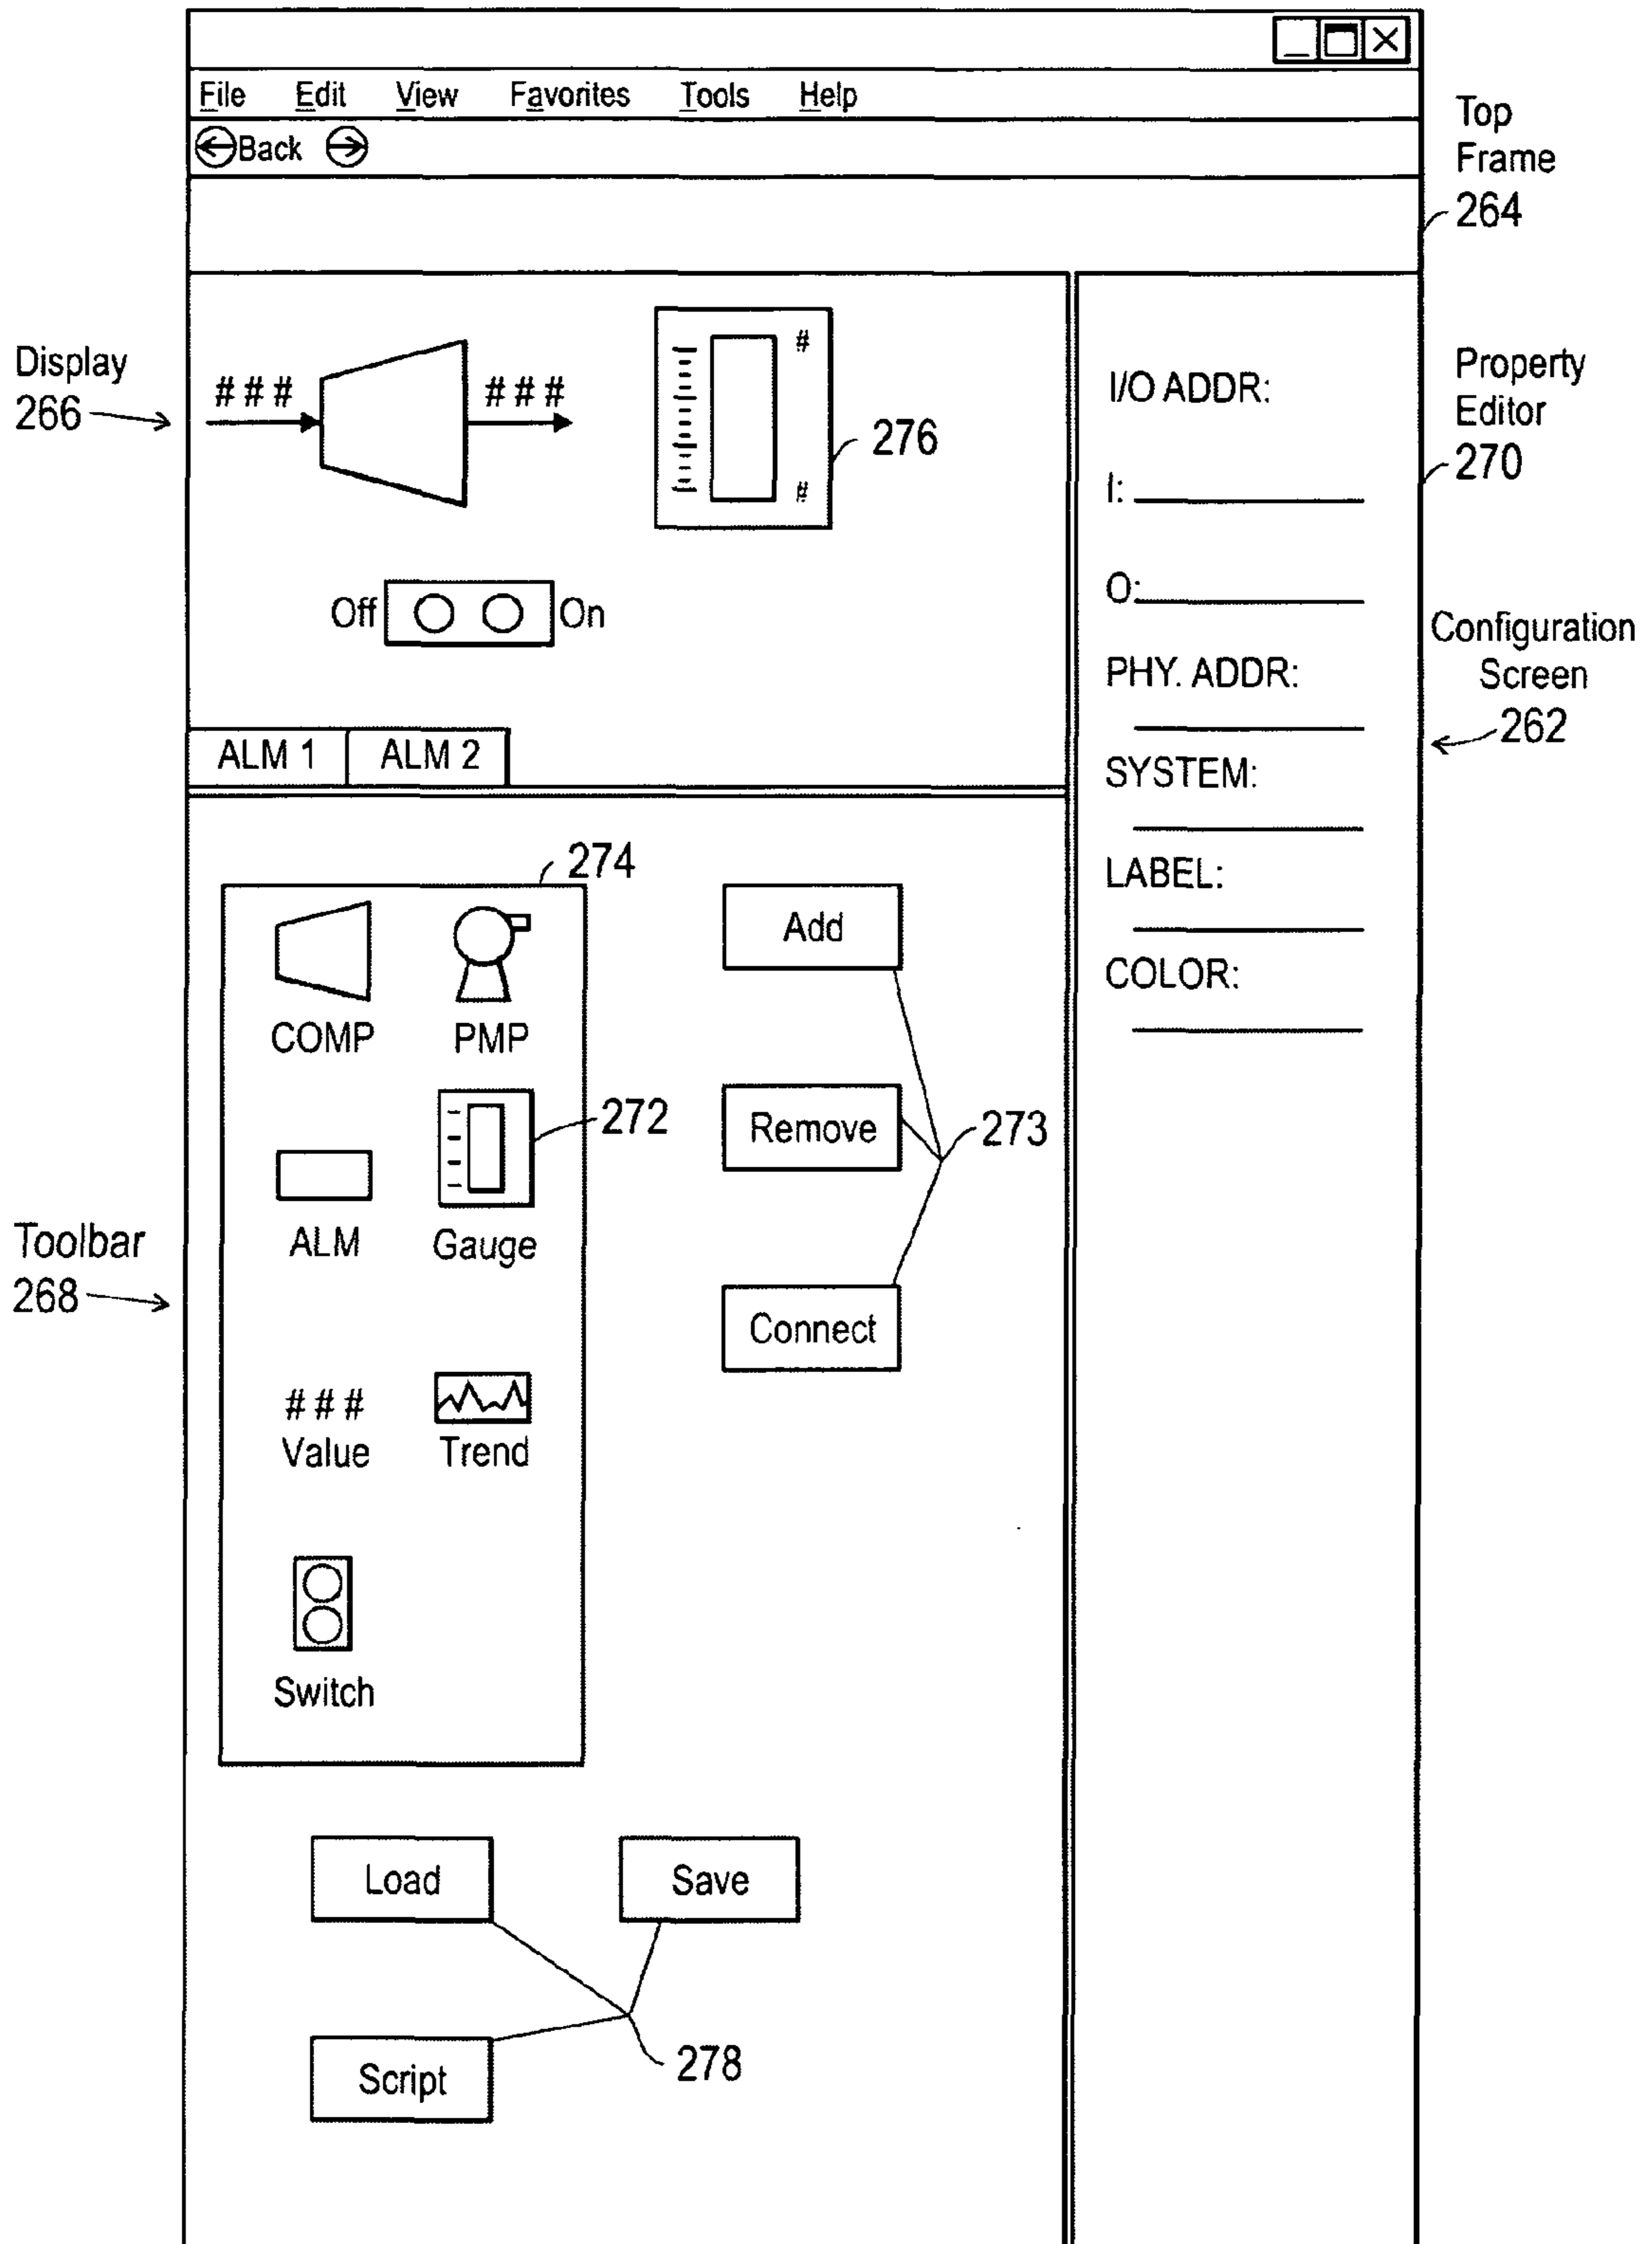 File Edit View Favorites Tools Help
Back
Top
Frame
264
Display
266
### ###
#
#
276
Off On
ALM 1 ALM 2
I/O ADDR:
I:
O:
PHY. ADDR:
SYSTEM:
LABEL:
COLOR:
Property
Editor
270
Configuration
Screen
262
Toolbar
268
274
COMP PMP
272
ALM Gauge
###
Value Trend
Switch
Add
Remove
Connect
273
Load Save
Script
278